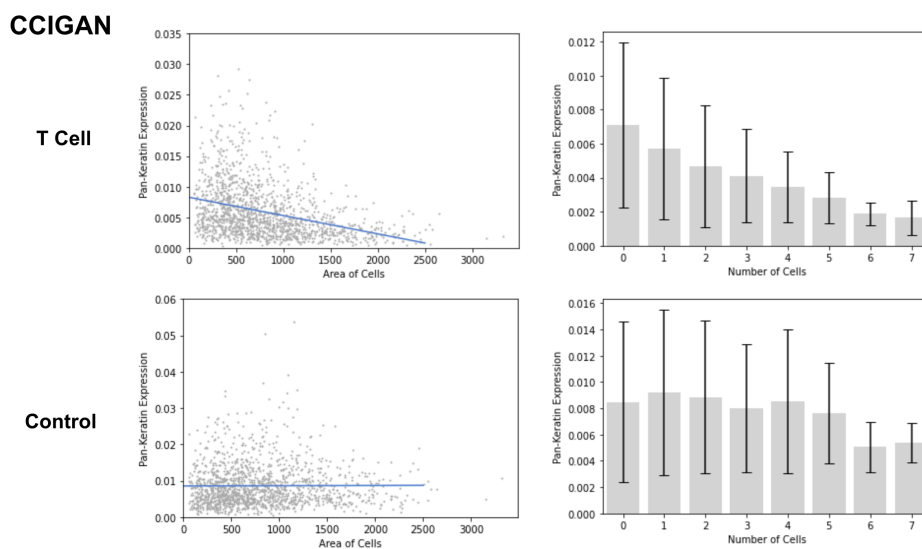 CCIGAN
T Cell
Pan-Keratin Expression
0.035
0.030
0.025
0.020
0.015
0.010
0.005
0.000
0 500 1000 1500 2000 2500 3000
Area of Cells
Pan-Keratin Expression
0.012
0.010
0.008
0.006
0.004
0.002
0.000
0 1 2 3 4 5 6 7
Number of Cells
Control
Pan-Keratin Expression
0.06
0.05
0.04
0.03
0.02
0.01
0.00
0 500 1000 1500 2000 2500 3000
Area of Cells
Pan-Keratin Expression
0.016
0.014
0.012
0.010
0.008
0.006
0.004
0.002
0.000
0 1 2 3 4 5 6 7
Number of Cells